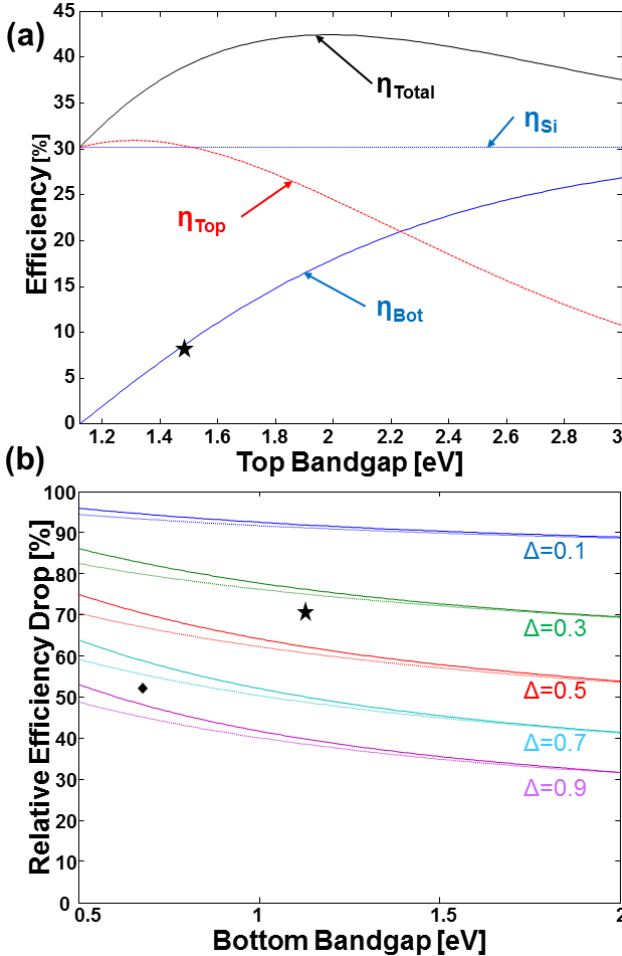 (a)
45
40
35
30
25
20
15
10
5
0
Efficiency [%]
ηTotal
ηSi
ηTop
ηBot
1.2 1.4 1.6 1.8 2 2.2 2.4 2.6 2.8 3
Top Bandgap [eV]
(b)
100
90
80
70
60
50
40
30
20
10
0
Relative Efficiency Drop [%]
Δ=0.1
Δ=0.3
Δ=0.5
Δ=0.7
Δ=0.9
0.5 1 1.5 2
Bottom Bandgap [eV]